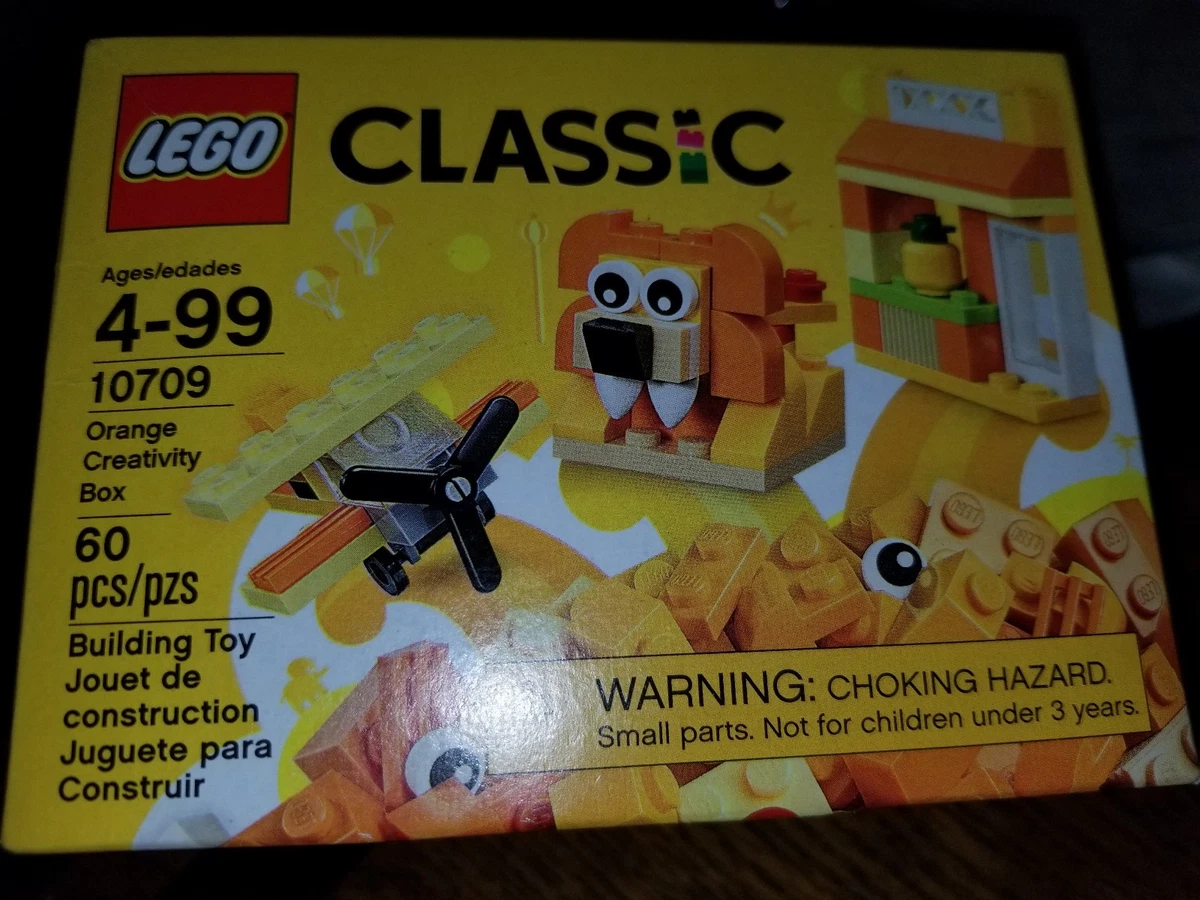 LEGO
CLASSiC
Ages/edades
4-99
10709
Orange
Creativity
Box
60
pcs/pzs
Building Toy
Jouet de
construction
Juguete para
Construir
WARNING: CHOKING HAZARD.
Small parts. Not for children under 3 years.